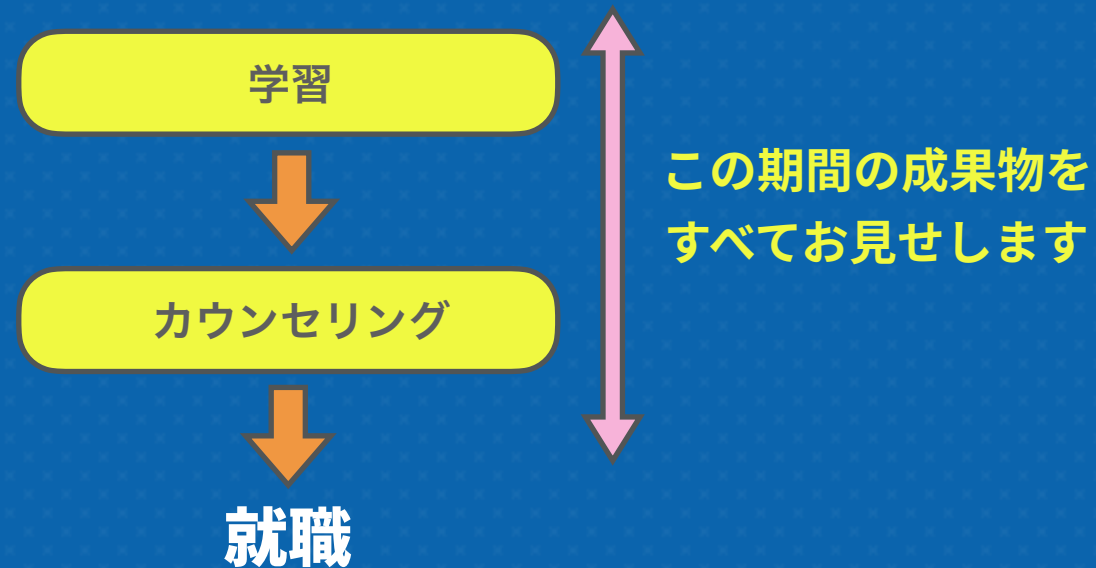 学習
カウンセリング
就職
この期間の成果物を
すべてお見せします